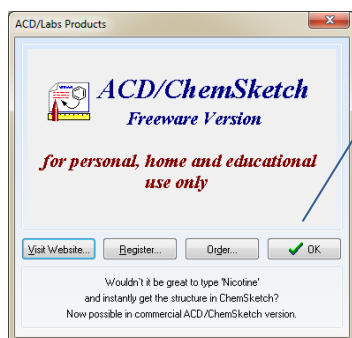 ACD/Labs Products
ACD/ChemSketch
Freeware Version
for personal, home and educational
use only
Visit Website... Register... Order... OK
Wouldn't it be great to type 'Nicotine'
and instantly get the structure in ChemSketch?
Now possible in commercial ACD/ChemSketch version.